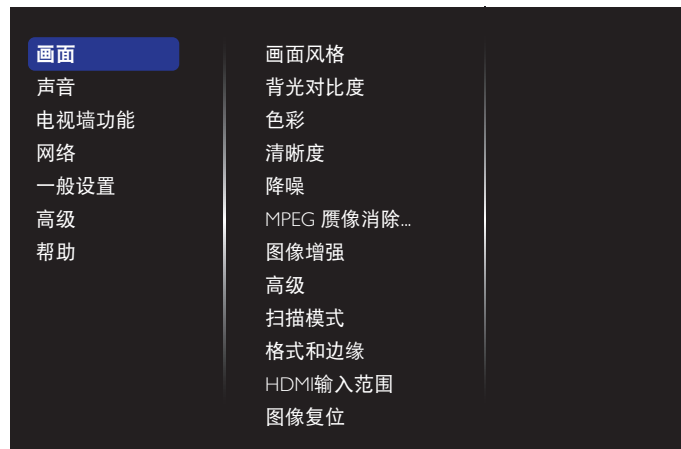 画面
声音
电视墙功能
网络
一般设置
高级
帮助
画面风格
背光对比度
色彩
清晰度
降噪
MPEG 赝像消除...
图像增强
高级
扫描模式
格式和边缘
HDMI输入范围
图像复位